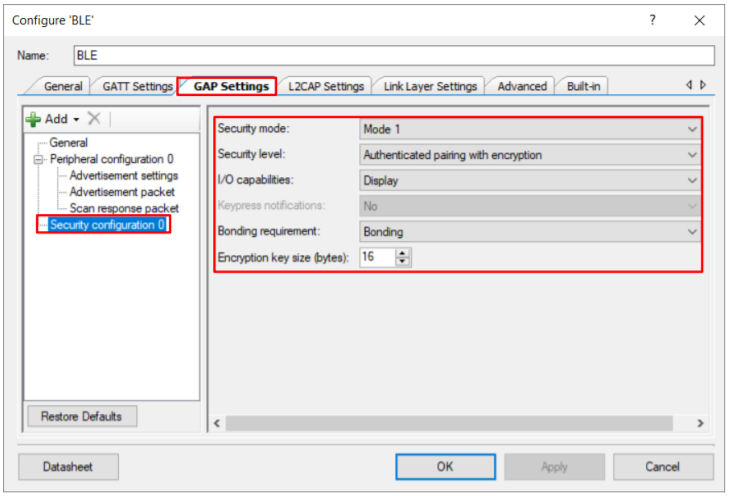 Configure 'BLE'
?
Name: BLE
General GATT Settings GAP Settings L2CAP Settings Link Layer Settings Advanced Built-in
Add
General
Peripheral configuration 0
Advertisement settings
Advertisement packet
Scan response packet
Security configuration 0
Security mode: Mode 1
Security level: Authenticated pairing with encryption
I/O capabilities: Display
Keypress notifications: No
Bonding requirement: Bonding
Encryption key size (bytes): 16
Restore Defaults
Datasheet OK Apply Cancel